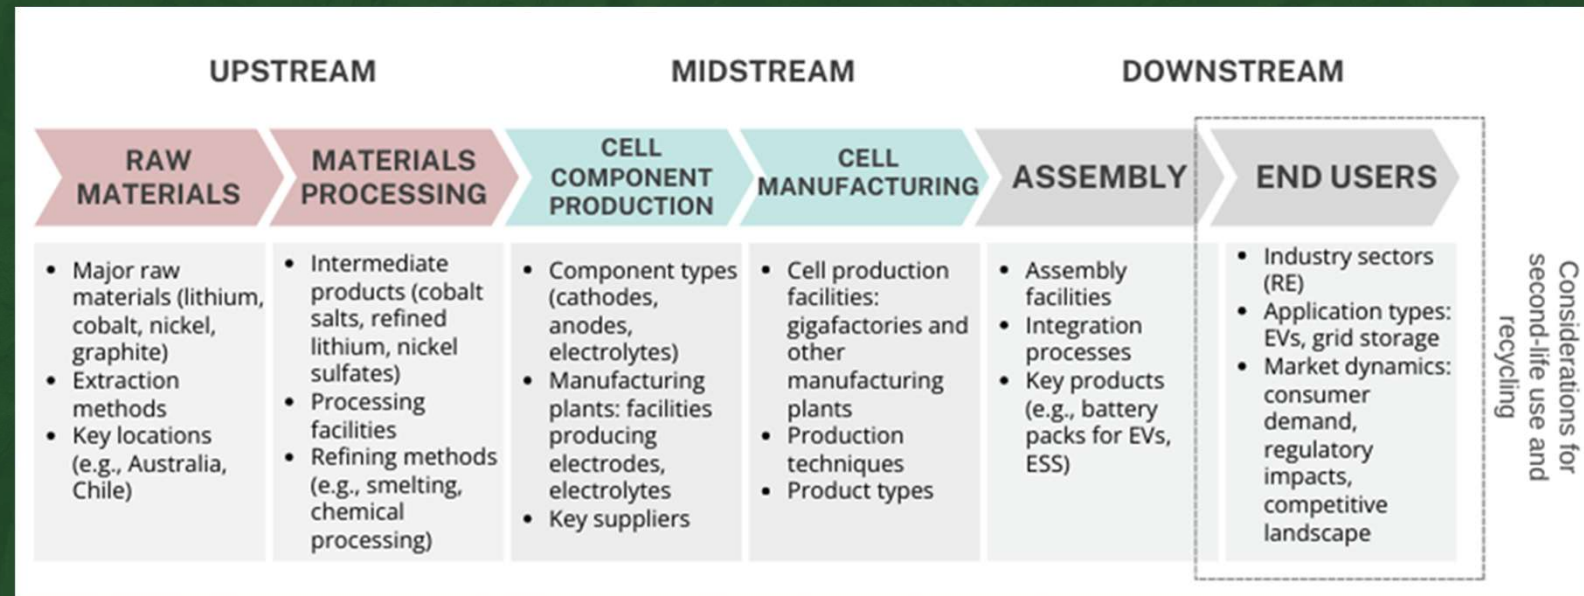 UPSTREAM
MIDSTREAM
DOWNSTREAM
RAW
MATERIALS
MATERIALS
PROCESSING
CELL
COMPONENT
PRODUCTION
CELL
MANUFACTURING
ASSEMBLY
END USERS
• Major raw
materials (lithium,
cobalt, nickel,
graphite)
• Extraction
methods
• Key locations
(e.g., Australia,
Chile)
• Intermediate
products (cobalt
salts, refined
lithium, nickel
sulfates)
• Processing
facilities
• Refining methods
(e.g., smelting,
chemical
processing)
• Component types
(cathodes,
anodes,
electrolytes)
• Manufacturing
plants: facilities
producing
electrodes,
electrolytes
• Key suppliers
• Cell production
facilities:
gigafactories and
other
manufacturing
plants
• Production
techniques
• Product types
• Assembly
facilities
• Integration
processes
• Key products
(e.g., battery
packs for EVs,
ESS)
• Industry sectors
(RE)
• Application types:
EVs, grid storage
• Market dynamics:
consumer
demand,
regulatory
impacts,
competitive
landscape
Considerations for
second-life use and
recycling